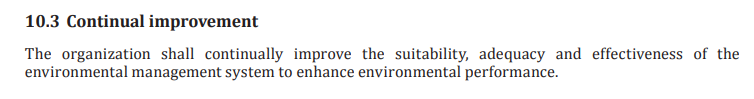 10.3 Continual improvement
The organization shall continually improve the suitability, adequacy and effectiveness of the
environmental management system to enhance environmental performance.